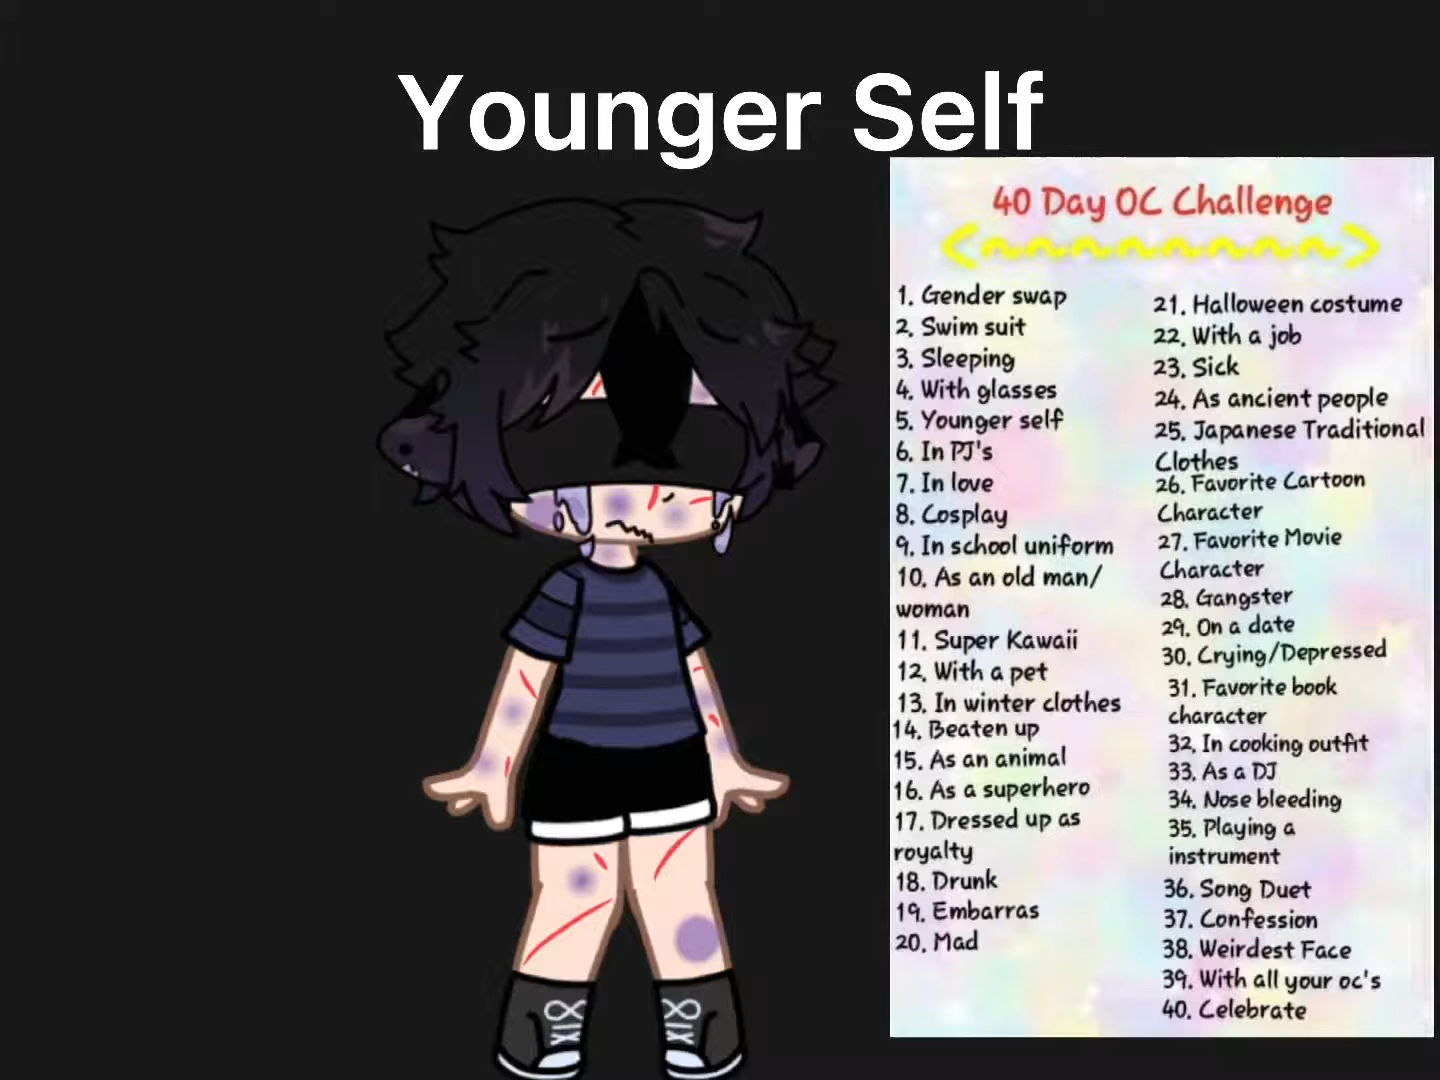 Younger Self
40 Day OC Challenge
1. Gender swap
2. Swim suit
3. Sleeping
4. With glasses
5. Younger self
6. In PJ's
7. In love
8. Cosplay
9. In school uniform
10. As an old man/
woman
11. Super Kawaii
12. With a pet
13. In winter clothes
14. Beaten up
15. As an animal
16. As a superhero
17. Dressed up as
royalty
18. Drunk
19. Embarras
20. Mad
21. Halloween costume
22. With a job
23. Sick
24. As ancient people
25. Japanese Traditional
Clothes
26. Favorite Cartoon
Character
27. Favorite Movie
Character
28. Gangster
29. On a date
30. Crying/Depressed
31. Favorite book
character
32. In cooking outfit
33. As a DJ
34. Nose bleeding
35. Playing a
instrument
36. Song Duet
37. Confession
38. Weirdest Face
39. With all your oc's
40. Celebrate